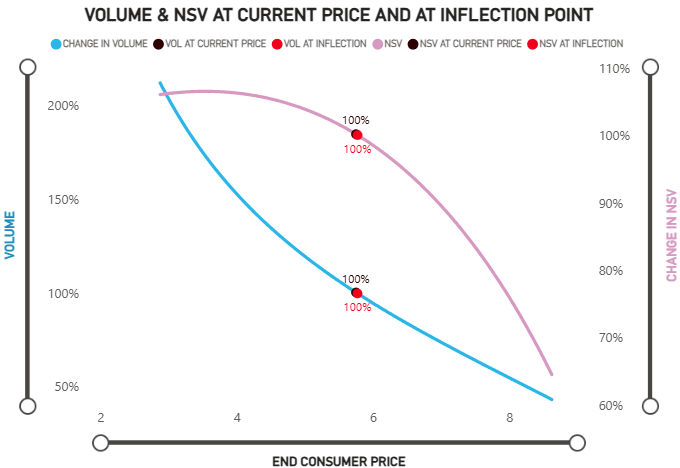 VOLUME & NSV AT CURRENT PRICE AND AT INFLECTION POINT
CHANGE IN VOLUME VOL AT CURRENT PRICE VOL AT INFLECTION NSV NSV AT CURRENT PRICE NSV AT INFLECTION
VOLUME
200%
150%
100%
50%
100%
100%
100%
100%
110%
100%
90%
80%
70%
60%
CHANGE IN NSV
2 4 6 8
END CONSUMER PRICE